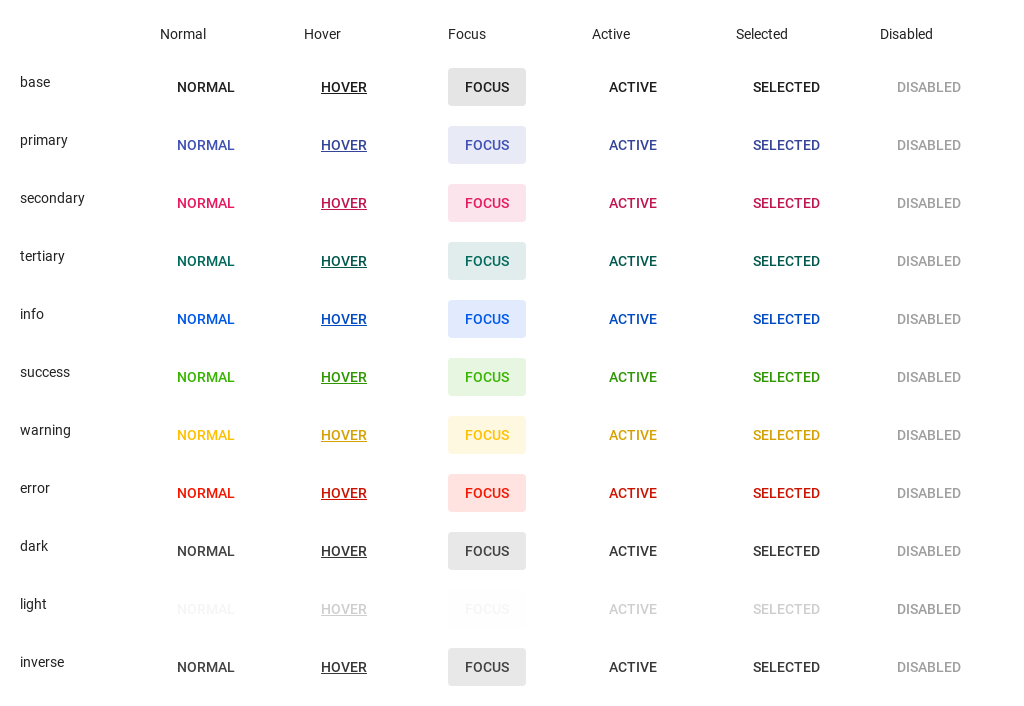 Normal Hover Focus Active Selected Disabled
base NORMAL HOVER FOCUS ACTIVE SELECTED DISABLED
primary NORMAL HOVER FOCUS ACTIVE SELECTED DISABLED
secondary NORMAL HOVER FOCUS ACTIVE SELECTED DISABLED
tertiary NORMAL HOVER FOCUS ACTIVE SELECTED DISABLED
info NORMAL HOVER FOCUS ACTIVE SELECTED DISABLED
success NORMAL HOVER FOCUS ACTIVE SELECTED DISABLED
warning NORMAL HOVER FOCUS ACTIVE SELECTED DISABLED
error NORMAL HOVER FOCUS ACTIVE SELECTED DISABLED
dark NORMAL HOVER FOCUS ACTIVE SELECTED DISABLED
light NORMAL HOVER FOCUS ACTIVE SELECTED DISABLED
inverse NORMAL HOVER FOCUS ACTIVE SELECTED DISABLED